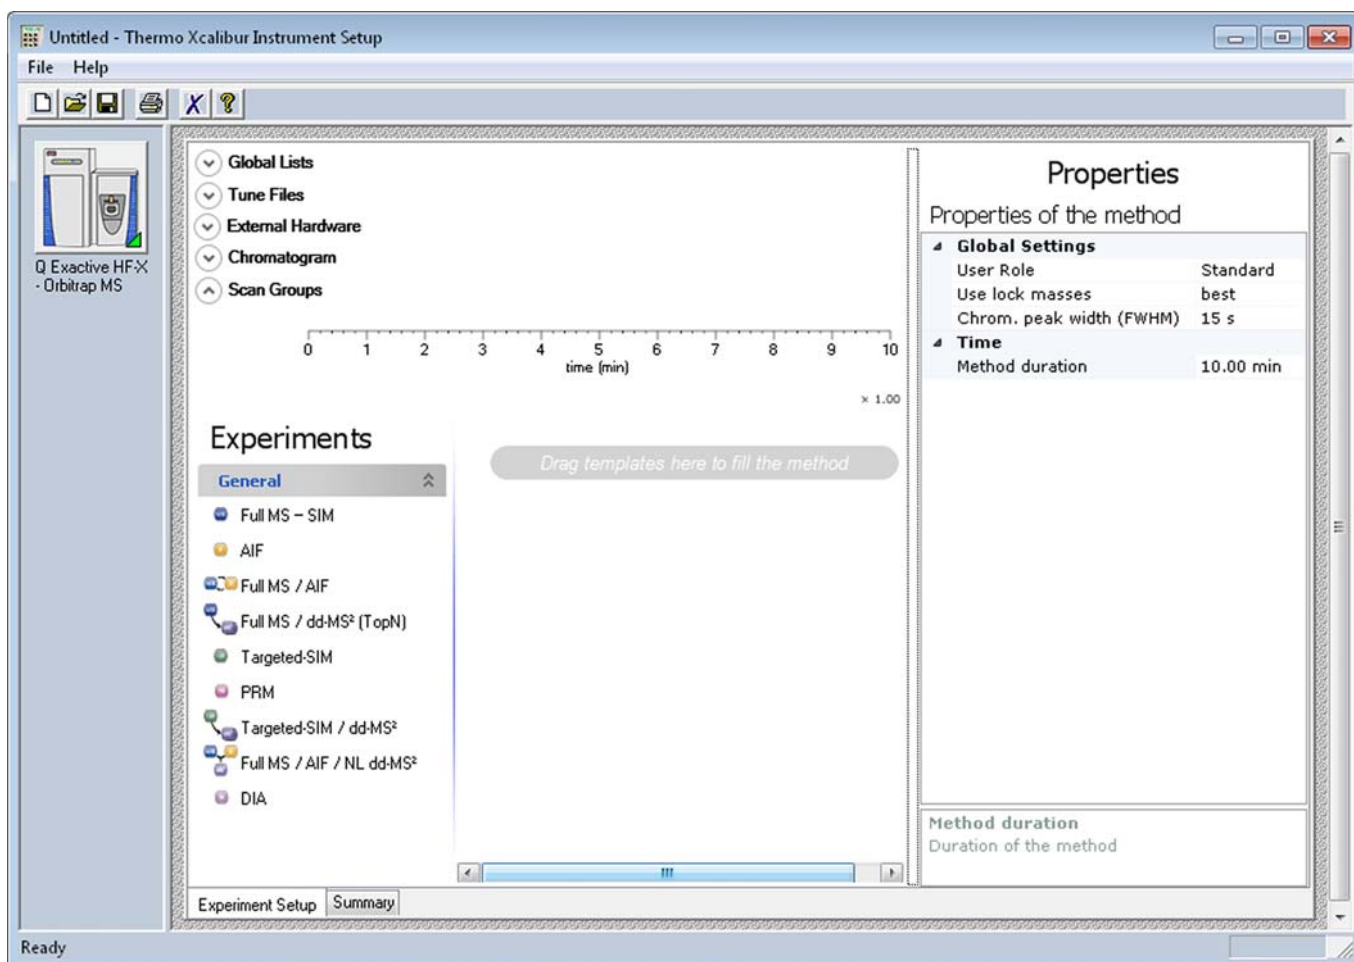 Untitled - Thermo Xcalibur Instrument Setup
File Help
Q Exactive HF-X
- Orbitrap MS
Global Lists
Tune Files
External Hardware
Chromatogram
Scan Groups
0 1 2 3 4 5 6 7 8 9 10
time (min)
× 1.00
Experiments
General
Full MS – SIM
AIF
Full MS / AIF
Full MS / dd-MS² (TopN)
Targeted-SIM
PRM
Targeted-SIM / dd-MS²
Full MS / AIF / NL dd-MS²
DIA
Drag templates here to fill the method
Properties
Properties of the method
Global Settings
User Role Standard
Use lock masses best
Chrom. peak width (FWHM) 15 s
Time
Method duration 10.00 min
Method duration
Duration of the method
Experiment Setup Summary
Ready